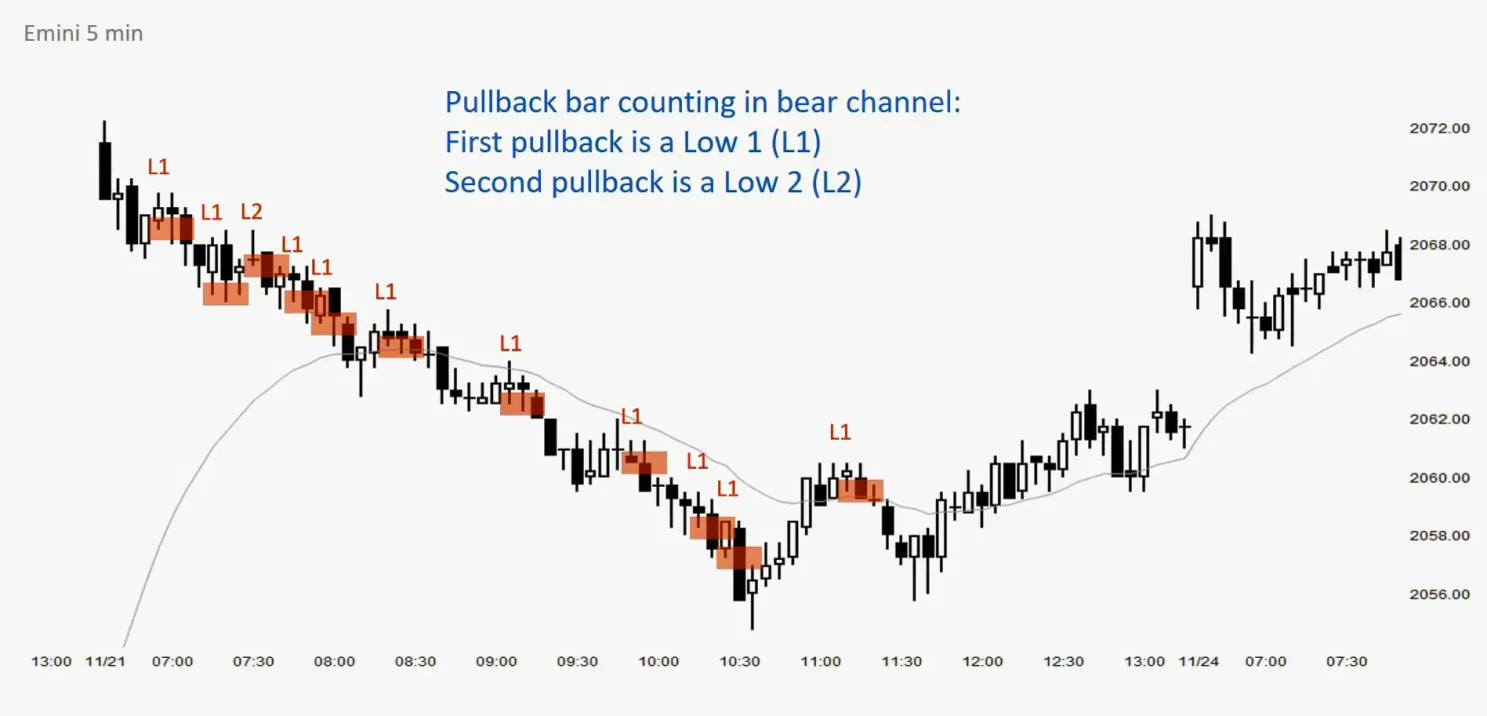 Emini 5 min
Pullback bar counting in bear channel:
First pullback is a Low 1 (L1)
Second pullback is a Low 2 (L2)
L1
L1
L2
L1
L1
L1
L1
L1
L1
L1
L1
2072.00
2070.00
2068.00
2066.00
2064.00
2062.00
2060.00
2058.00
2056.00
13:00 11/21 07:00 07:30 08:00 08:30 09:00 09:30 10:00 10:30 11:00 11:30 12:00 12:30 13:00 11/24 07:00 07:30